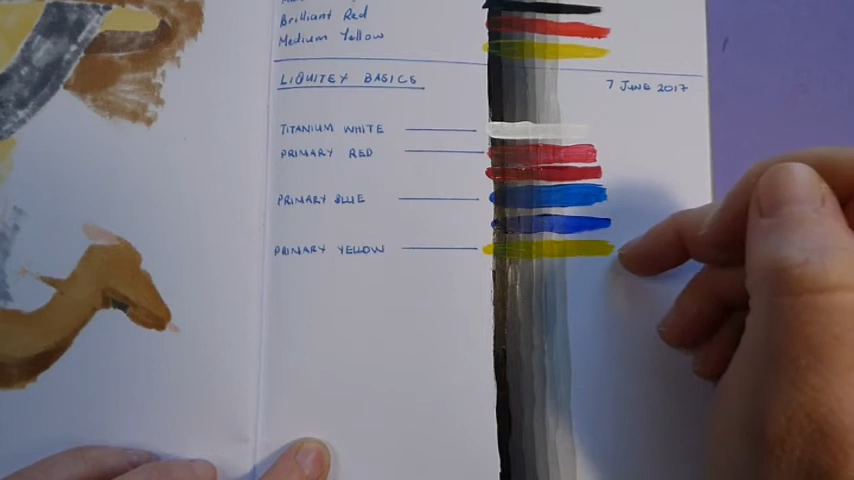 Brilliant Red
Medium Yellow
LIQUITEX BASICS
7 JUNE 2017
TITANIUM WHITE
PRIMARY RED
PRIMARY BLUE
PRIMARY YELLOW